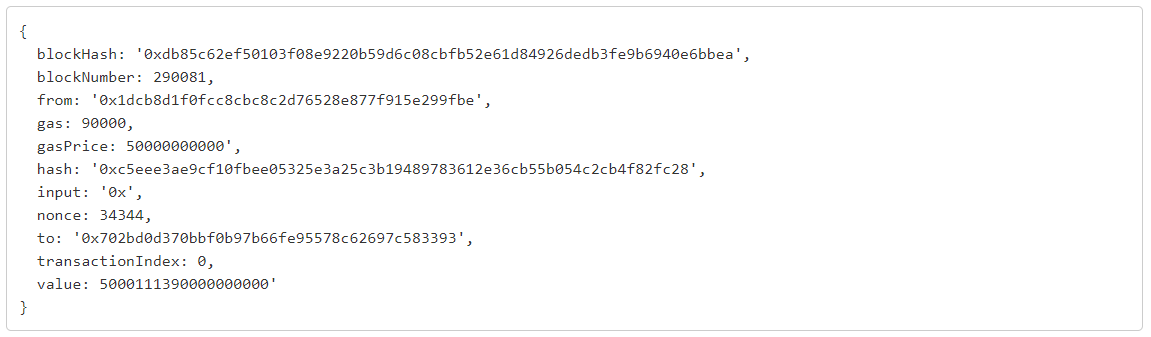 {
blockHash: '0xdb85c62ef50103f08e9220b59d6c08cbfb52e61d84926dedb3fe9b6940e6bbea',
blockNumber: 290081,
from: '0x1dcb8d1f0fcc8cbc8c2d76528e877f915e299fbe',
gas: 90000,
gasPrice: 50000000000',
hash: '0xc5eee3ae9cf10fbee05325e3a25c3b19489783612e36cb55b054c2cb4f82fc28',
input: '0x',
nonce: 34344,
to: '0x702bd0d370bbf0b97b66fe95578c62697c583393',
transactionIndex: 0,
value: 5000111390000000000'
}